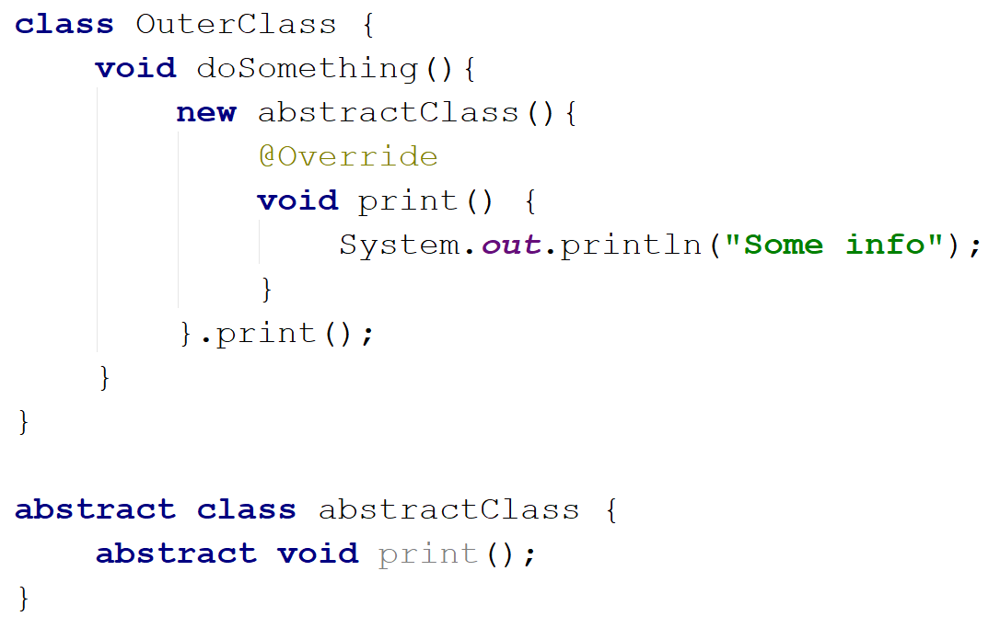 class OuterClass {
    void doSomething(){
        new abstractClass(){
            @Override
            void print() {
                System.out.println("Some info");
            }
        }.print();
    }
}

abstract class abstractClass {
    abstract void print();
}